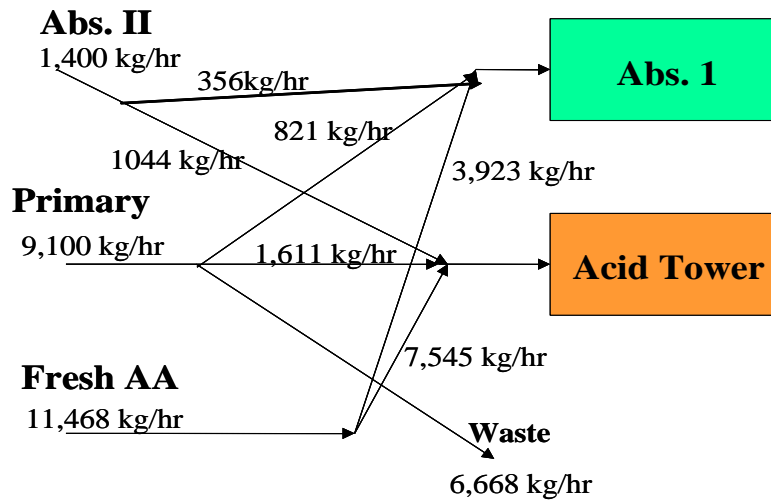 Abs. II
1,400 kg/hr
356kg/hr
Abs. 1
821 kg/hr
1044 kg/hr
3,923 kg/hr
Primary
9,100 kg/hr
1,611 kg/hr
Acid Tower
7,545 kg/hr
Fresh AA
11,468 kg/hr
Waste
6,668 kg/hr